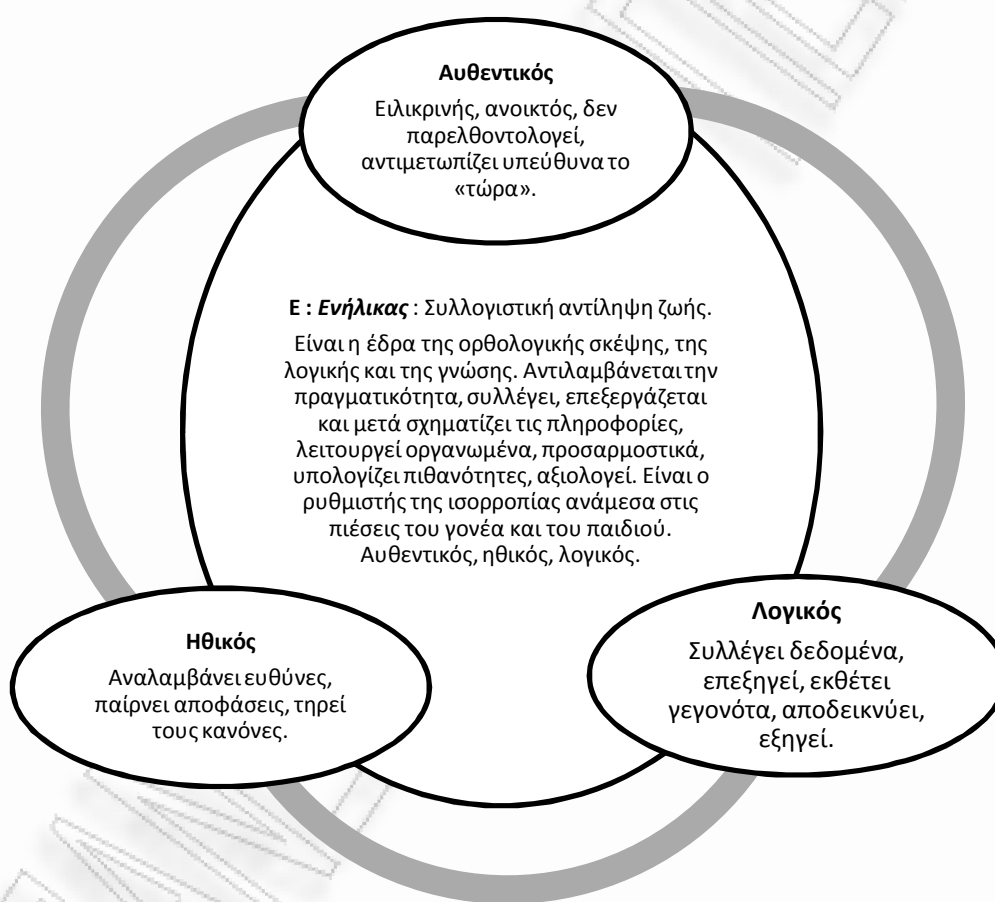 Αυθεντικός
Ειλικρινής, ανοικτός, δεν
παρελθοντολογεί,
αντιμετωπίζει υπεύθυνα το
«τώρα».
Ε : Ενήλικας : Συλλογιστική αντίληψη ζωής.
Είναι η έδρα της ορθολογικής σκέψης, της
λογικής και της γνώσης. Αντιλαμβάνεται την
πραγματικότητα, συλλέγει, επεξεργάζεται
και μετά σχηματίζει τις πληροφορίες,
λειτουργεί οργανωμένα, προσαρμοστικά,
υπολογίζει πιθανότητες, αξιολογεί. Είναι ο
ρυθμιστής της ισορροπίας ανάμεσα στις
πιέσεις του γονέα και του παιδιού.
Αυθεντικός, ηθικός, λογικός.
Ηθικός
Αναλαμβάνει ευθύνες,
παίρνει αποφάσεις, τηρεί
τους κανόνες.
Λογικός
Συλλέγει δεδομένα,
επεξηγεί, εκθέτει
γεγονότα, αποδεικνύει,
εξηγεί.